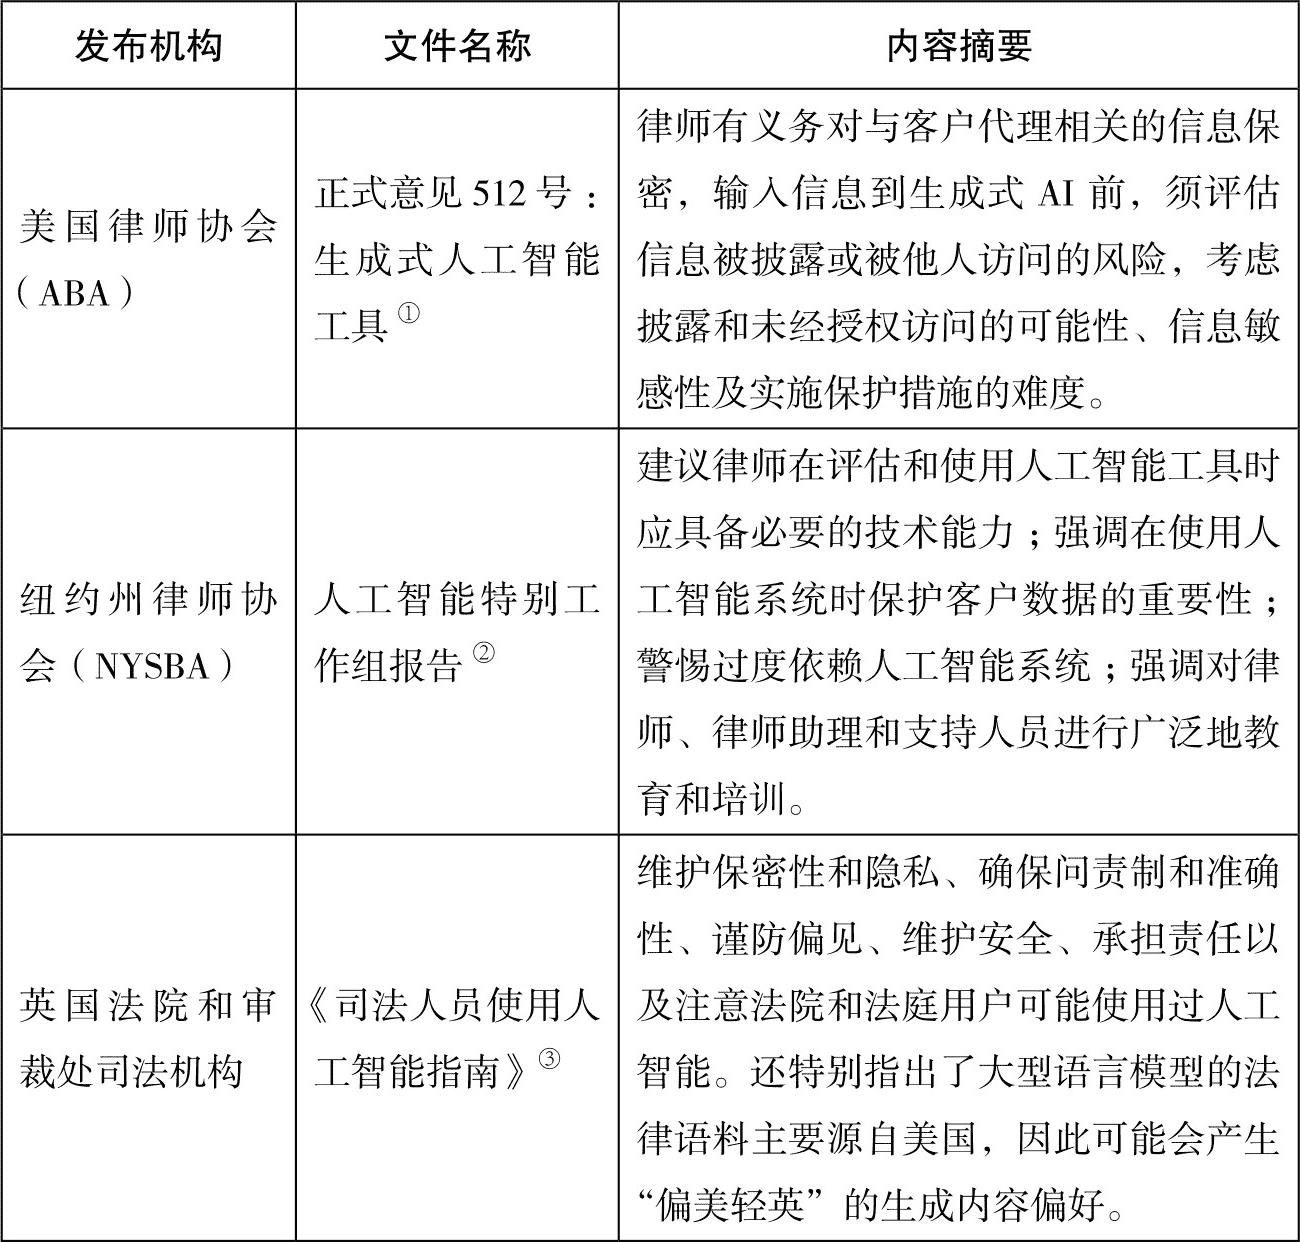 发布机构
文件名称
内容摘要
美国律师协会
（ABA）
正式意见 512 号：
生成式人工智能
工具①
律师有义务对与客户代理相关的信息保
密，输入信息到生成式 AI 前，须评估
信息被披露或被他人访问的风险，考虑
披露和未经授权访问的可能性、信息敏
感性及实施保护措施的难度。
纽约州律师协
会（NYSBA）
人工智能特别工
作组报告②
建议律师在评估和使用人工智能工具时
应具备必要的技术能力；强调在使用人
工智能系统时保护客户数据的重要性；
警惕过度依赖人工智能系统；强调对律
师、律师助理和支持人员进行广泛地教
育和培训。
英国法院和审
裁处司法机构
《司法人员使用人
工智能指南》③
维护保密性和隐私、确保问责制和准确
性、谨防偏见、维护安全、承担责任以
及注意法院和法庭用户可能使用过人工
智能。还特别指出了大型语言模型的法
律语料主要源自美国，因此可能会产生
“偏美轻英”的生成内容偏好。